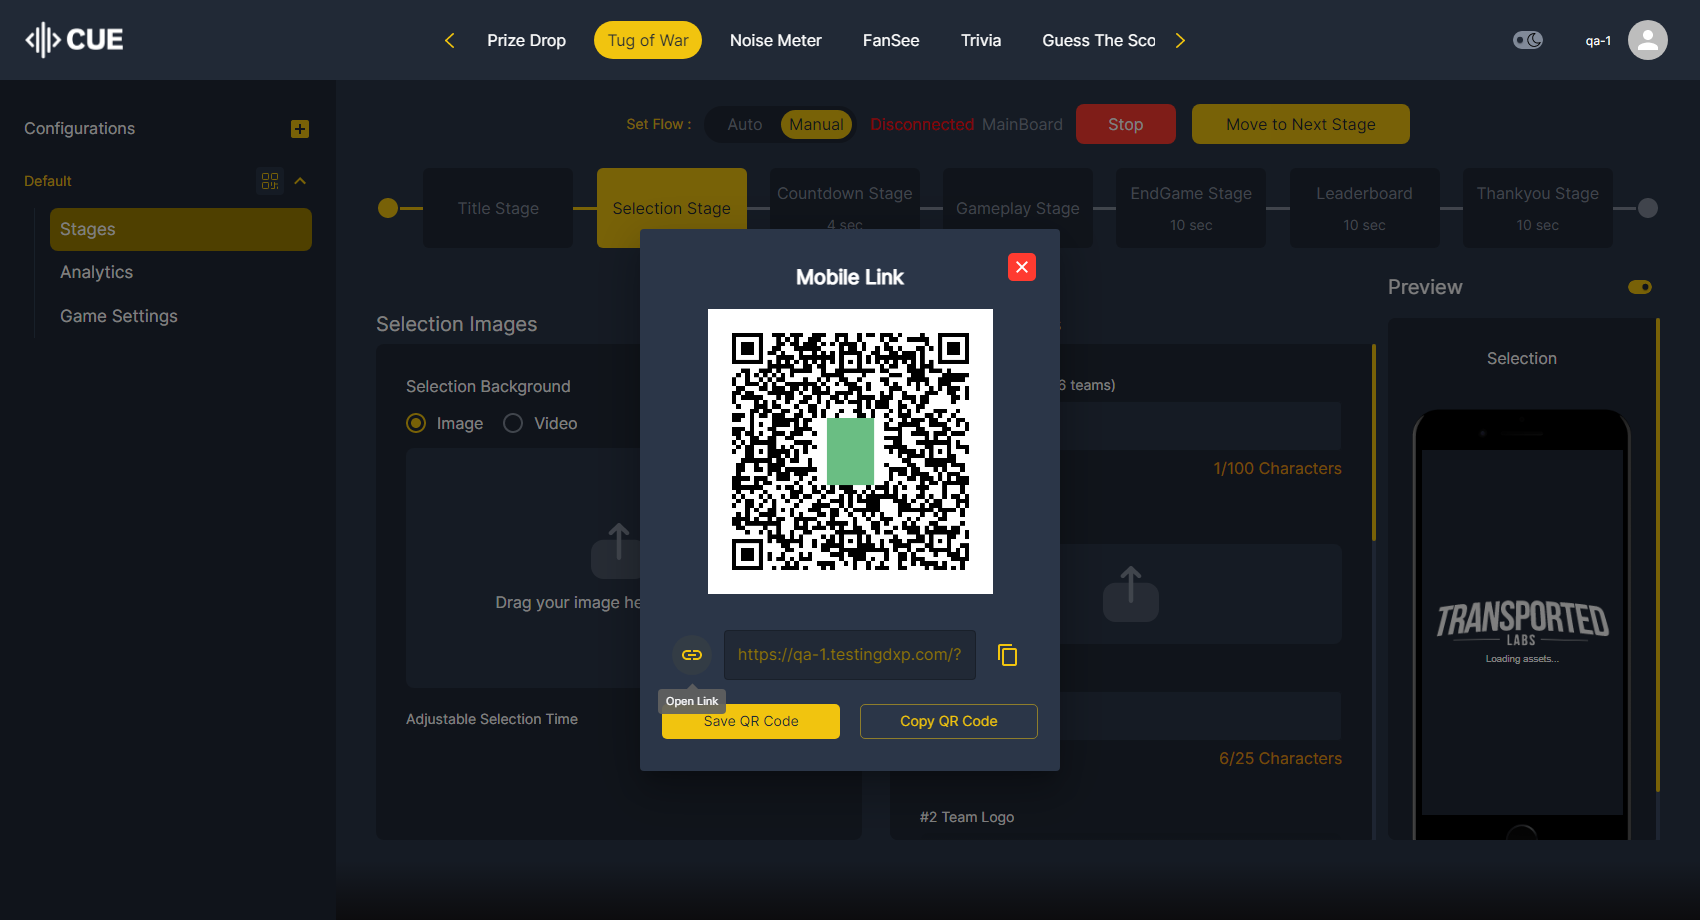 CUE
Prize Drop
Tug of War
Noise Meter
FanSee
Trivia
Guess The Sco
qa-1
Configurations
Set Flow :
Auto
Manual
Disconnected MainBoard
Stop
Move to Next Stage
Default
Stages
Analytics
Game Settings
Title Stage
Selection Stage
Countdown Stage
4 sec
Gameplay Stage
EndGame Stage
10 sec
Leaderboard
10 sec
Thankyou Stage
10 sec
Mobile Link
https://qa-1.testingdxp.com/?
Open Link
Save QR Code
Copy QR Code
Selection Images
Selection Background
Image
Video
Drag your image he
Adjustable Selection Time
6 teams)
1/100 Characters
6/25 Characters
#2 Team Logo
Preview
Selection
TRANSPORTED
LABS
Loading assets...